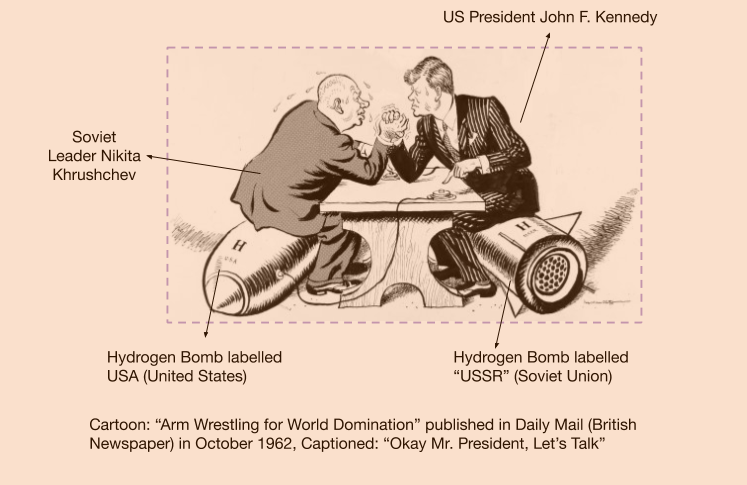 US President John F. Kennedy
Soviet
Leader Nikita
Khrushchev
H
USA
H
Hydrogen Bomb labelled
USA (United States)
Hydrogen Bomb labelled
“USSR” (Soviet Union)
Cartoon: “Arm Wrestling for World Domination” published in Daily Mail (British
Newspaper) in October 1962, Captioned: “Okay Mr. President, Let’s Talk”